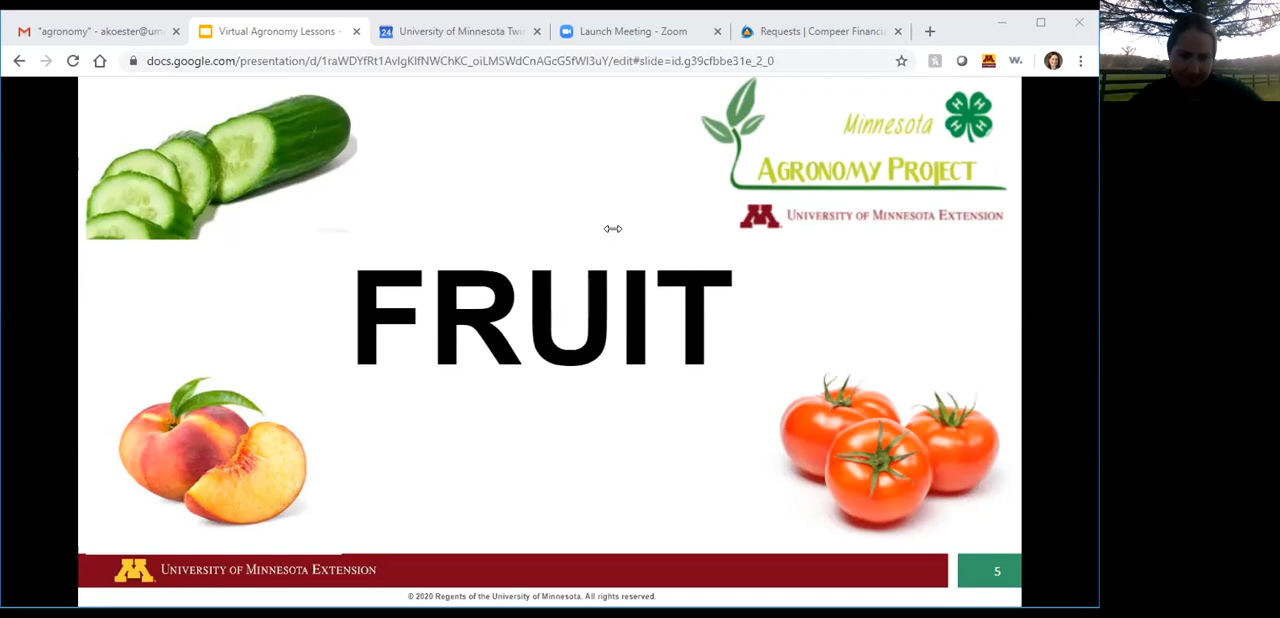 "agronomy" - akoester@um
Virtual Agronomy Lessons -
24
University of Minnesota Twi
Launch Meeting - Zoom
Requests | Compeer Financi
docs.google.com/presentation/d/1raWDYfRt1AvIgKIfNWChKC_oiLMSWdCnAGcG5fWI3uY/edit#slide=id.g39cfbbe31e_2_0
W.
Minnesota
H H H H
AGRONOMY PROJECT
M UNIVERSITY OF MINNESOTA EXTENSION
FRUIT
M UNIVERSITY OF MINNESOTA EXTENSION
5
© 2020 Regents of the University of Minnesota. All rights reserved.